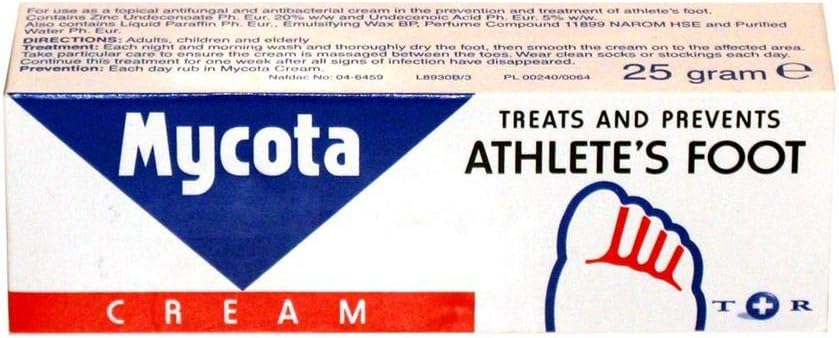 For use as a topical antifungal and antibacterial cream in the prevention and treatment of athlete's foot.
Contains Zinc Undecenoate Ph. Eur. 20% w/w and Undecenoic Acid Ph. Eur. 5% w/w.
Also contains Liquid Paraffin Ph. Eur., Emulsifying Wax BP, Perfume Compound 11899 NAROM HSE and Purified
Water Ph. Eur.
DIRECTIONS: Adults, children and elderly
Treatment: Each night and morning wash and thoroughly dry the foot, then smooth the cream on to the affected area.
Take particular care to ensure the cream is massaged between the toes. Wear clean socks or stockings each day.
Continue this treatment for one week after all signs of infection have disappeared.
Prevention: Each day rub in Mycota Cream.
Nafdac No: 04-6459 L8930B/3 PL 00240/0064 25 gram ℮
Mycota
TREATS AND PREVENTS
ATHLETE'S FOOT
CREAM
T R